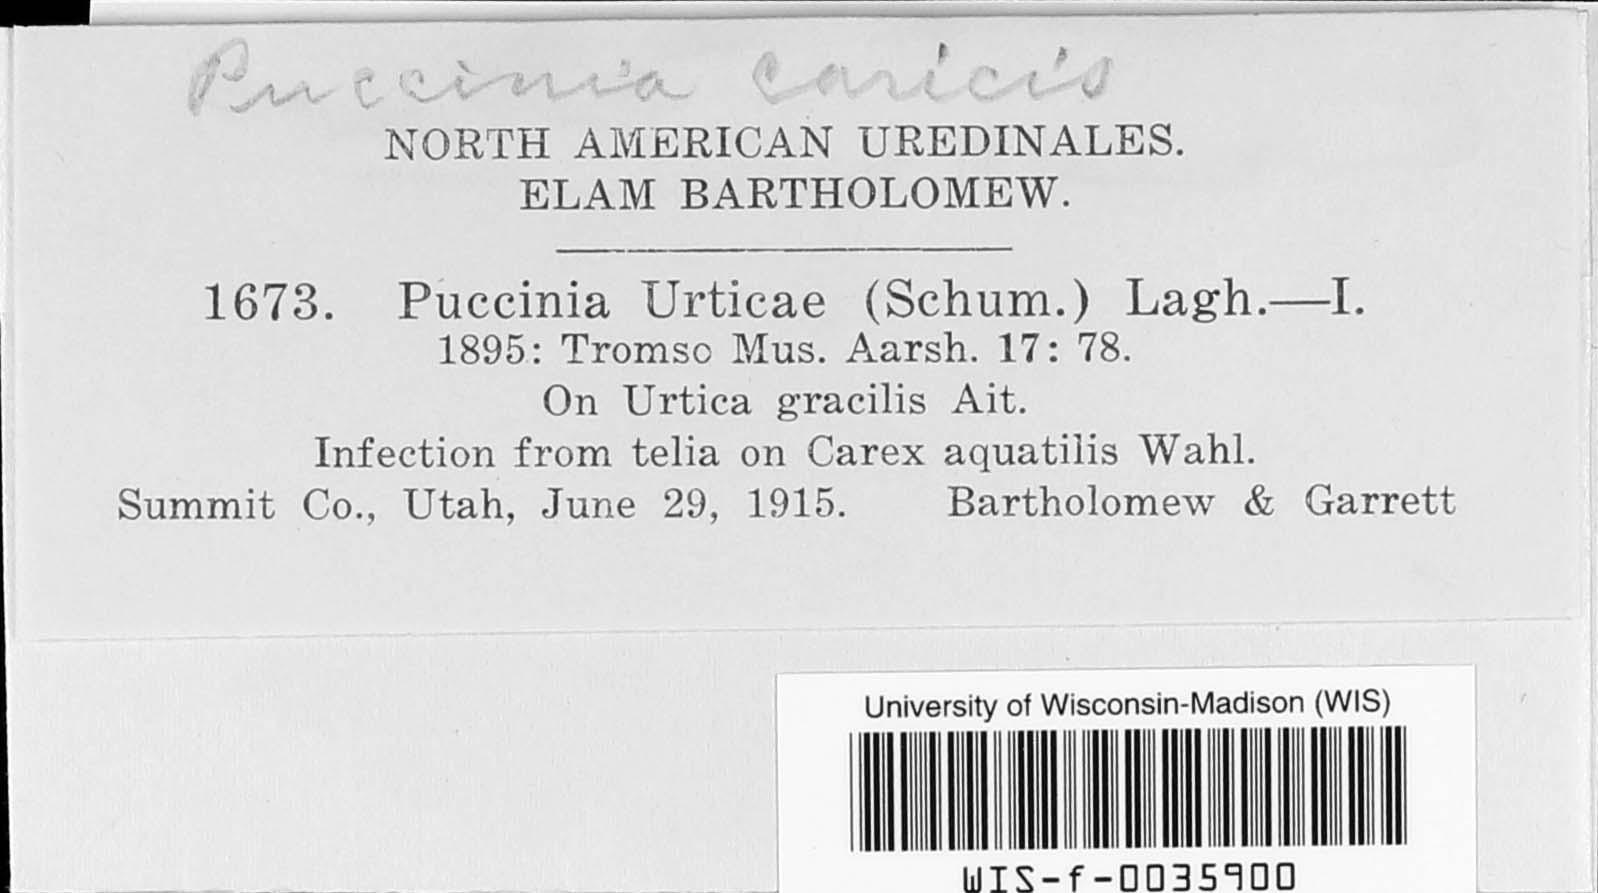 Puccinia caricis
NORTH AMERICAN UREDINALES.
ELAM BARTHOLOMEW.
1673. Puccinia Urticae (Schum.) Lagh.—I.
1895: Tromso Mus. Aarsh. 17: 78.
On Urtica gracilis Ait.
Infection from telia on Carex aquatilis Wahl.
Summit Co., Utah, June 29, 1915. Bartholomew & Garrett
University of Wisconsin-Madison (WIS)
WIS-f-0035900